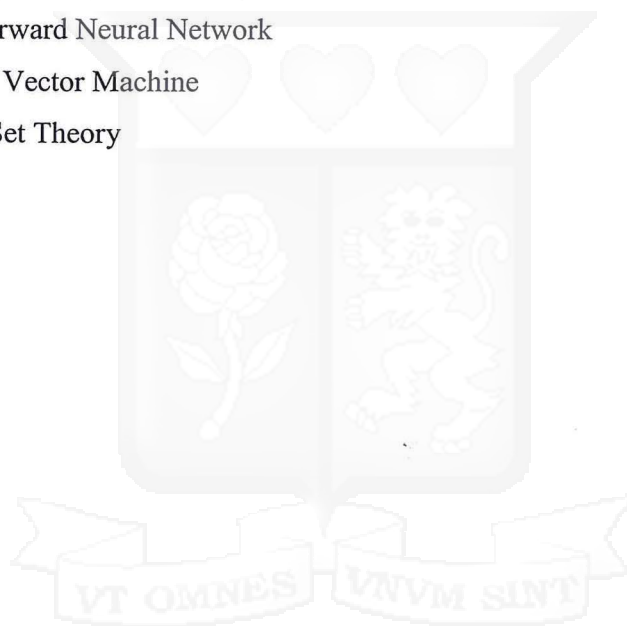 rward Neural Network
Vector Machine
Set Theory
VT OMNES VNVM SINT